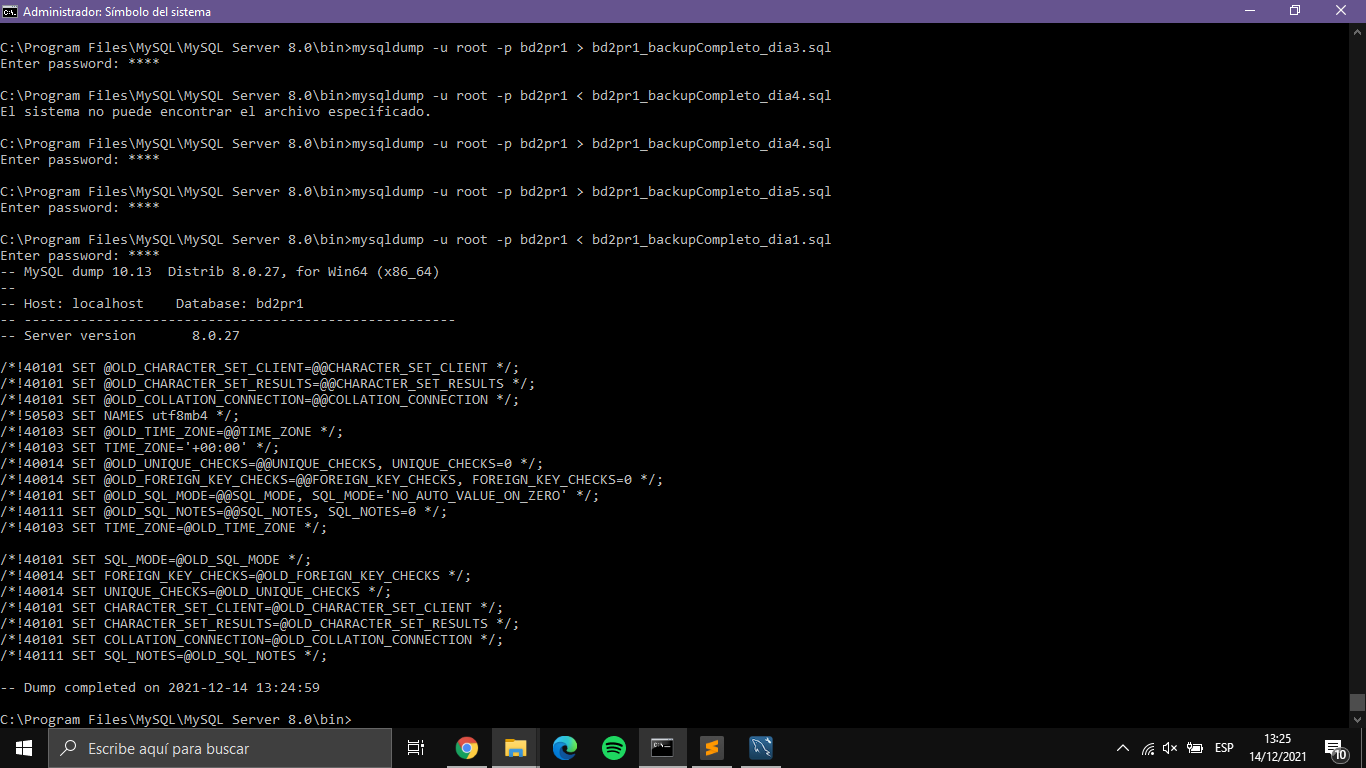 Administrador: Símbolo del sistema
C:\Program Files\MySQL\MySQL Server 8.0\bin>mysqldump -u root -p bd2pr1 > bd2pr1_backupCompleto_dia3.sql
Enter password: ****
C:\Program Files\MySQL\MySQL Server 8.0\bin>mysqldump -u root -p bd2pr1 < bd2pr1_backupCompleto_dia4.sql
El sistema no puede encontrar el archivo especificado.
C:\Program Files\MySQL\MySQL Server 8.0\bin>mysqldump -u root -p bd2pr1 > bd2pr1_backupCompleto_dia4.sql
Enter password: ****
C:\Program Files\MySQL\MySQL Server 8.0\bin>mysqldump -u root -p bd2pr1 > bd2pr1_backupCompleto_dia5.sql
Enter password: ****
C:\Program Files\MySQL\MySQL Server 8.0\bin>mysqldump -u root -p bd2pr1 < bd2pr1_backupCompleto_dia1.sql
Enter password: ****
-- MySQL dump 10.13  Distrib 8.0.27, for Win64 (x86_64)
--
-- Host: localhost    Database: bd2pr1
-- ------------------------------------------------------
-- Server version       8.0.27
/*!40101 SET @OLD_CHARACTER_SET_CLIENT=@@CHARACTER_SET_CLIENT */;
/*!40101 SET @OLD_CHARACTER_SET_RESULTS=@@CHARACTER_SET_RESULTS */;
/*!40101 SET @OLD_COLLATION_CONNECTION=@@COLLATION_CONNECTION */;
/*!50503 SET NAMES utf8mb4 */;
/*!40103 SET @OLD_TIME_ZONE=@@TIME_ZONE */;
/*!40103 SET TIME_ZONE='+00:00' */;
/*!40014 SET @OLD_UNIQUE_CHECKS=@@UNIQUE_CHECKS, UNIQUE_CHECKS=0 */;
/*!40014 SET @OLD_FOREIGN_KEY_CHECKS=@@FOREIGN_KEY_CHECKS, FOREIGN_KEY_CHECKS=0 */;
/*!40101 SET @OLD_SQL_MODE=@@SQL_MODE, SQL_MODE='NO_AUTO_VALUE_ON_ZERO' */;
/*!40111 SET @OLD_SQL_NOTES=@@SQL_NOTES, SQL_NOTES=0 */;
/*!40103 SET TIME_ZONE=@OLD_TIME_ZONE */;
/*!40101 SET SQL_MODE=@OLD_SQL_MODE */;
/*!40014 SET FOREIGN_KEY_CHECKS=@OLD_FOREIGN_KEY_CHECKS */;
/*!40014 SET UNIQUE_CHECKS=@OLD_UNIQUE_CHECKS */;
/*!40101 SET CHARACTER_SET_CLIENT=@OLD_CHARACTER_SET_CLIENT */;
/*!40101 SET CHARACTER_SET_RESULTS=@OLD_CHARACTER_SET_RESULTS */;
/*!40101 SET COLLATION_CONNECTION=@OLD_COLLATION_CONNECTION */;
/*!40111 SET SQL_NOTES=@OLD_SQL_NOTES */;
-- Dump completed on 2021-12-14 13:24:59
C:\Program Files\MySQL\MySQL Server 8.0\bin>
Escribe aquí para buscar
ESP
13:25
14/12/2021
10